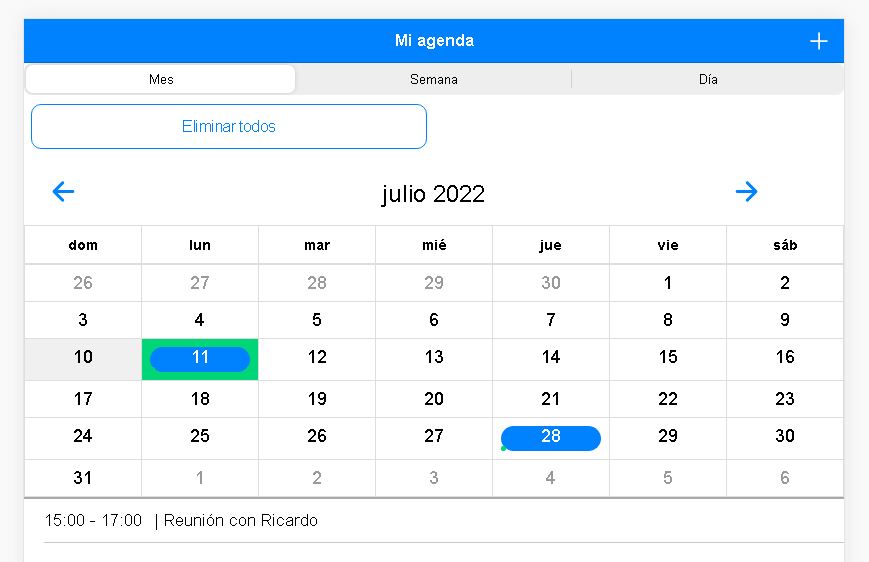 Mi agenda
Mes Semana Día
Eliminar todos
julio 2022
dom lun mar mié jue vie sáb
26 27 28 29 30 1 2
3 4 5 6 7 8 9
10 11 12 13 14 15 16
17 18 19 20 21 22 23
24 25 26 27 28 29 30
31 1 2 3 4 5 6
15:00 - 17:00 | Reunión con Ricardo